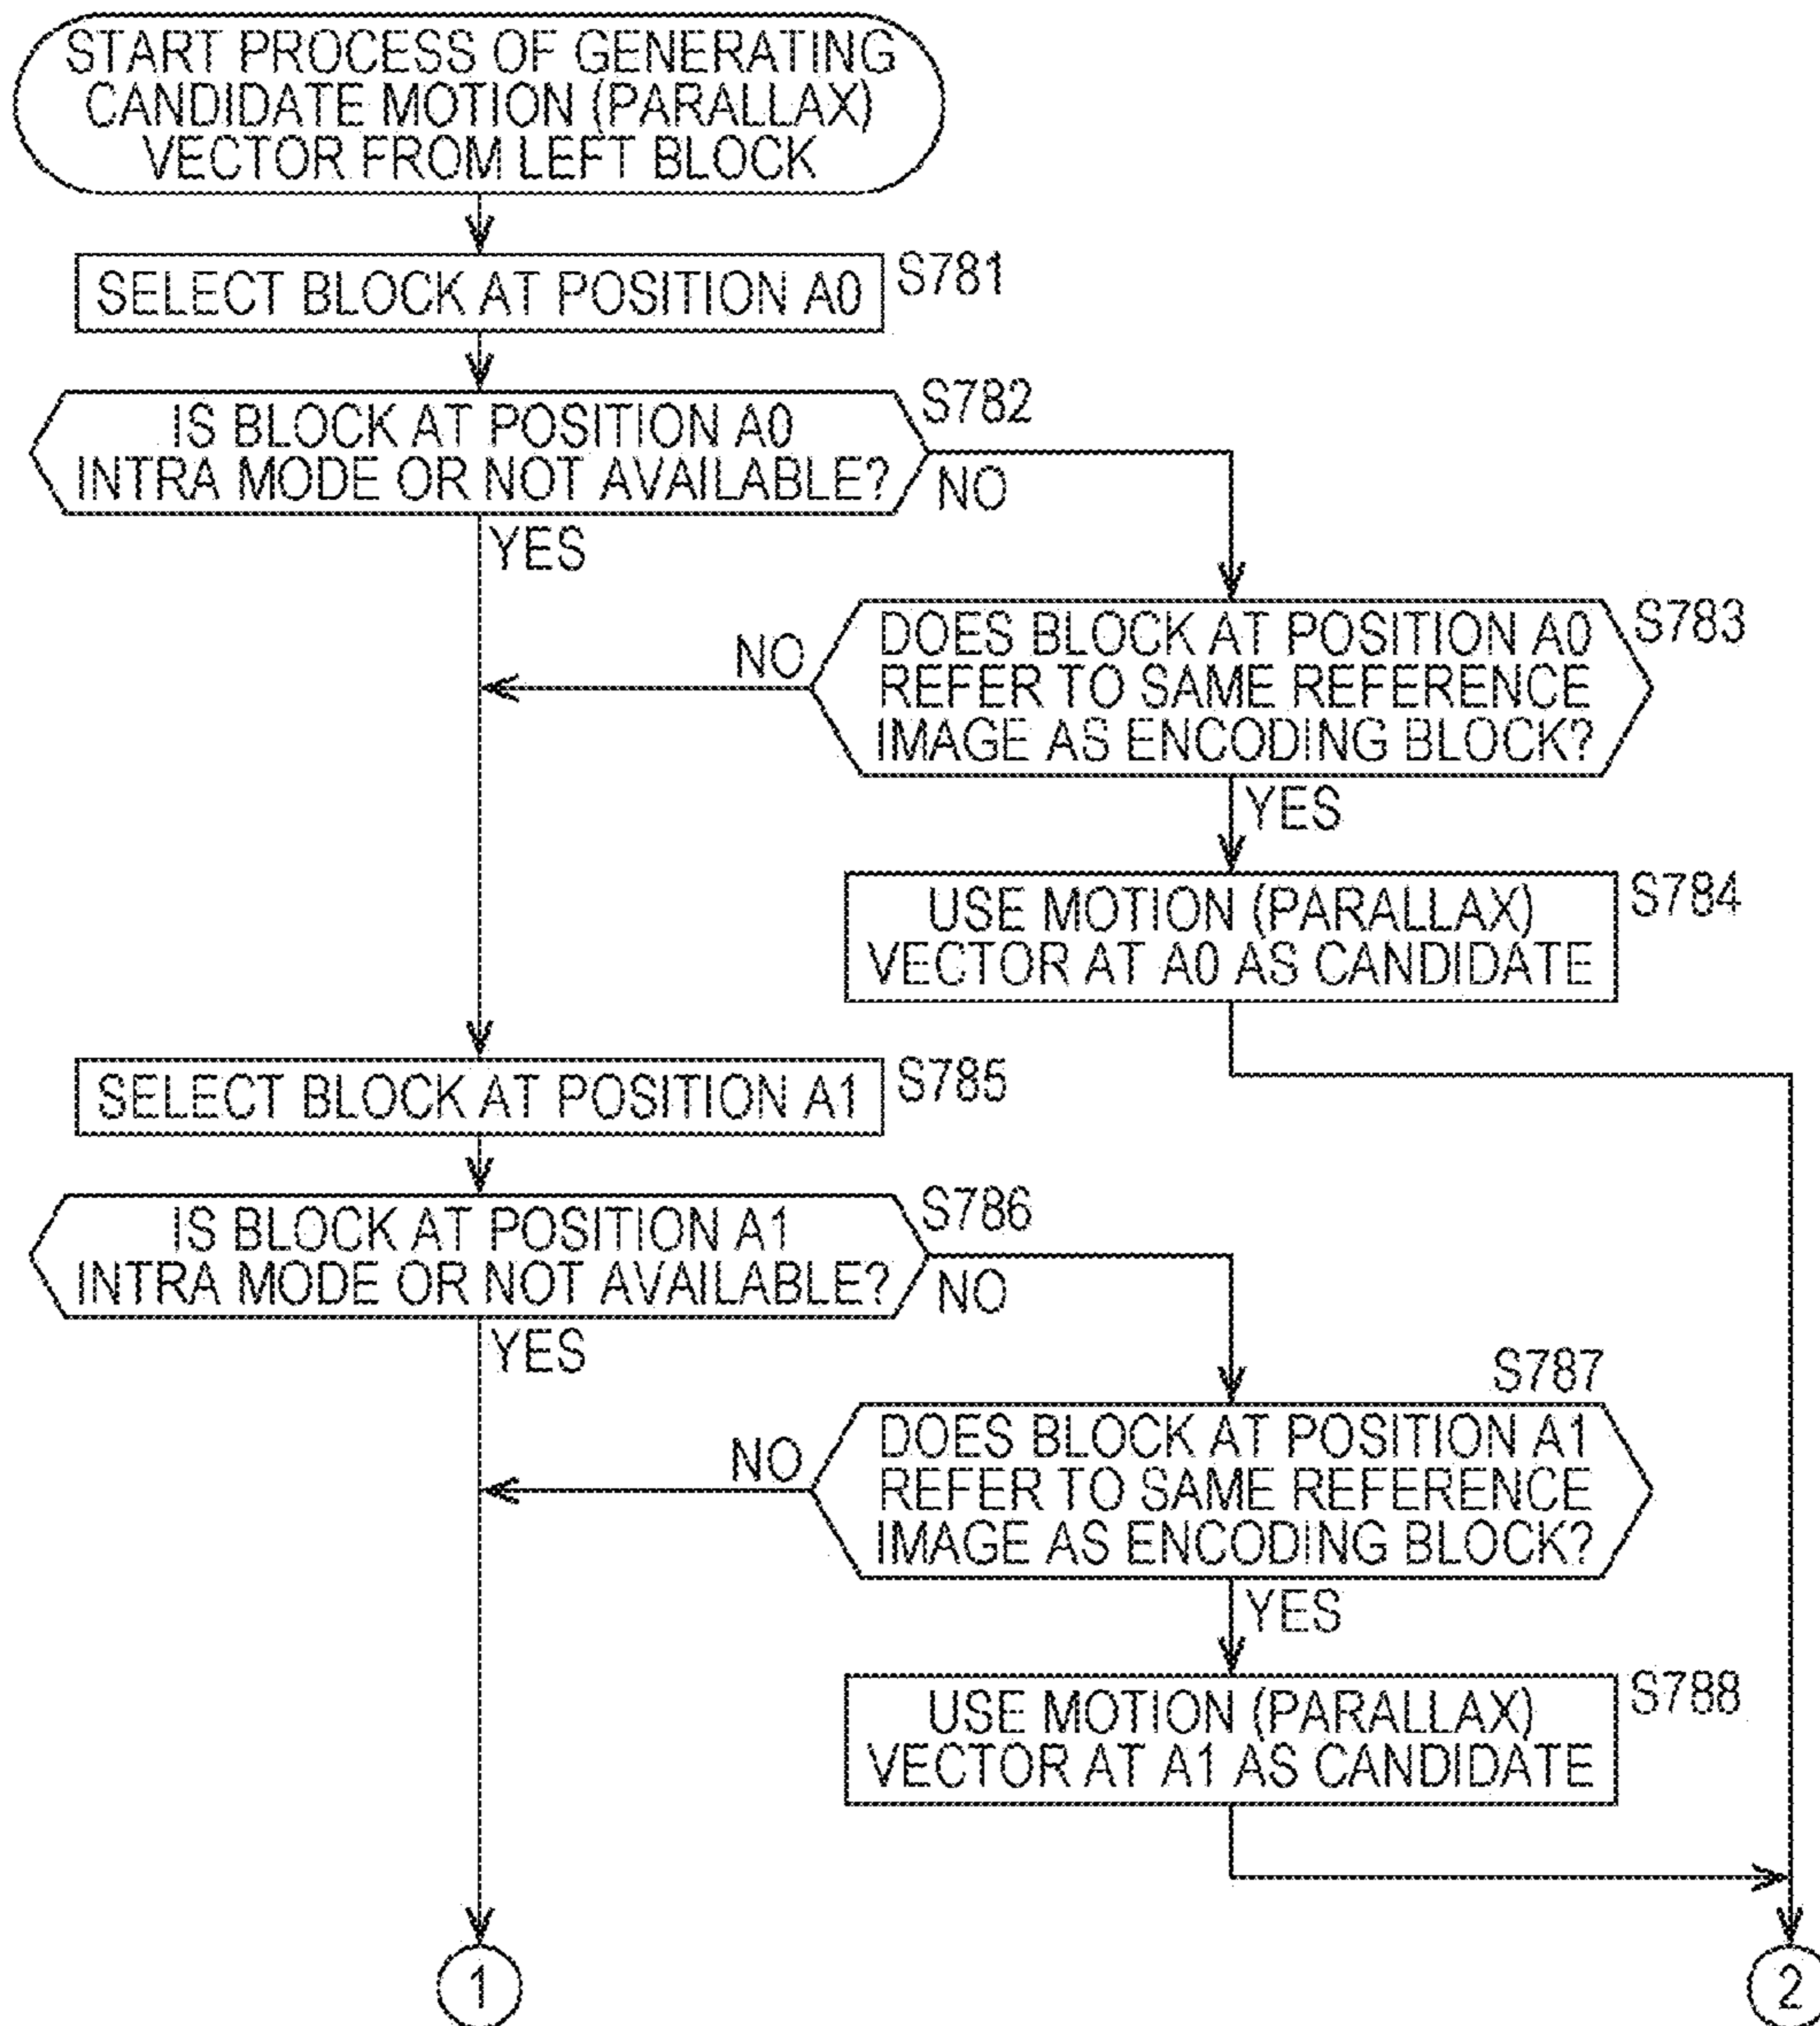 START PROCESS OF GENERATING
CANDIDATE MOTION (PARALLAX)
VECTOR FROM LEFT BLOCK
SELECT BLOCK AT POSITION A0
S781
IS BLOCK AT POSITION A0
INTRA MODE OR NOT AVAILABLE?
S782
NO
YES
DOES BLOCK AT POSITION A0
REFER TO SAME REFERENCE
IMAGE AS ENCODING BLOCK?
S783
NO
YES
USE MOTION (PARALLAX)
VECTOR AT A0 AS CANDIDATE
S784
SELECT BLOCK AT POSITION A1
S785
IS BLOCK AT POSITION A1
INTRA MODE OR NOT AVAILABLE?
S786
NO
YES
S787
DOES BLOCK AT POSITION A1
REFER TO SAME REFERENCE
IMAGE AS ENCODING BLOCK?
NO
YES
USE MOTION (PARALLAX)
VECTOR AT A1 AS CANDIDATE
S788
1
2